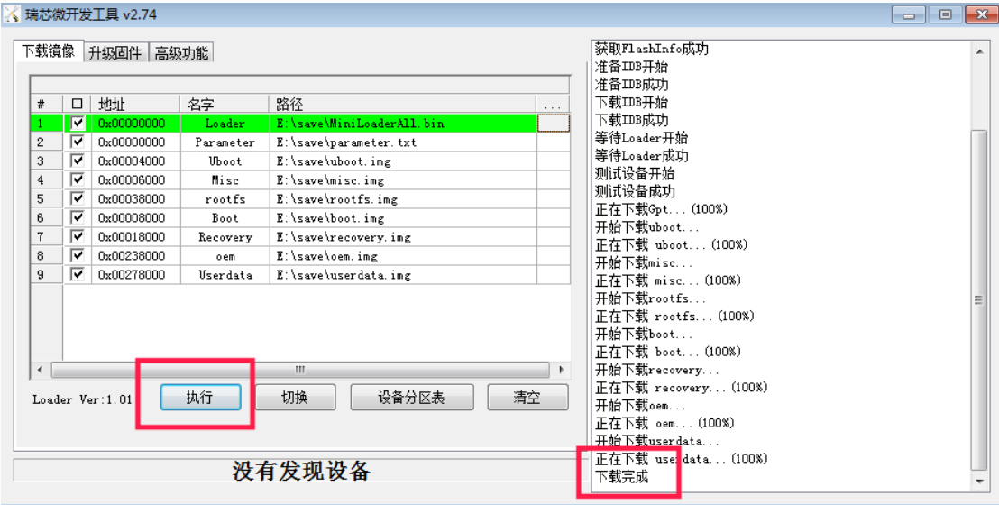 瑞芯微开发工具 v2.74
下载镜像 升级固件 高级功能
# 地址 名字 路径 ...
1 0x00000000 Loader E:\save\MiniLoaderAll.bin
2 0x00000000 Parameter E:\save\parameter.txt
3 0x00004000 Uboot E:\save\uboot.img
4 0x00006000 Misc E:\save\misc.img
5 0x00038000 rootfs E:\save\rootfs.img
6 0x00008000 Boot E:\save\boot.img
7 0x00018000 Recovery E:\save\recovery.img
8 0x00238000 oem E:\save\oem.img
9 0x00278000 Userdata E:\save\userdata.img
Loader Ver:1.01 执行 切换 设备分区表 清空
没有发现设备
获取FlashInfo成功
准备IDB开始
准备IDB成功
下载IDB开始
下载IDB成功
等待Loader开始
等待Loader成功
测试设备开始
测试设备成功
正在下载Gpt...(100%)
开始下载uboot...
正在下载 uboot...(100%)
开始下载misc...
正在下载 misc...(100%)
开始下载rootfs...
正在下载 rootfs...(100%)
开始下载boot...
正在下载 boot...(100%)
开始下载recovery...
正在下载 recovery...(100%)
开始下载oem...
正在下载 oem...(100%)
开始下载userdata...
正在下载 userdata...(100%)
下载完成